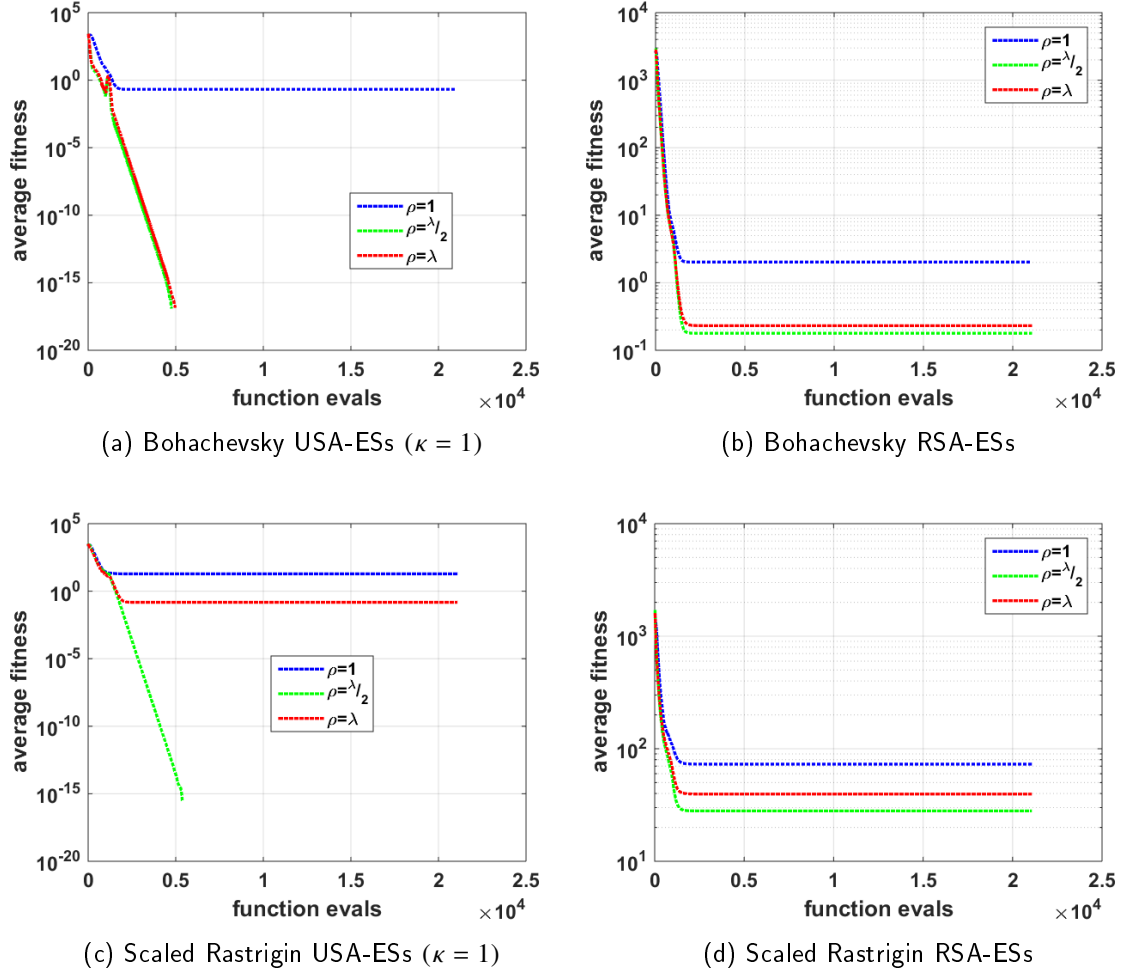 10^5
10^0
10^-5
10^-10
10^-15
10^-20
average fitness
0 0.5 1 1.5 2 2.5
×10^4
function evals
ρ=1
ρ=^λ/_2
ρ=λ
(a) Bohachevsky USA-ESs (κ = 1)
10^4
10^3
10^2
10^1
10^0
10^-1
average fitness
0 0.5 1 1.5 2 2.5
×10^4
function evals
ρ=1
ρ=^λ/_2
ρ=λ
(b) Bohachevsky RSA-ESs
10^5
10^0
10^-5
10^-10
10^-15
10^-20
average fitness
0 0.5 1 1.5 2 2.5
×10^4
function evals
ρ=1
ρ=^λ/_2
ρ=λ
(c) Scaled Rastrigin USA-ESs (κ = 1)
10^4
10^3
10^2
10^1
average fitness
0 0.5 1 1.5 2 2.5
×10^4
function evals
ρ=1
ρ=^λ/_2
ρ=λ
(d) Scaled Rastrigin RSA-ESs